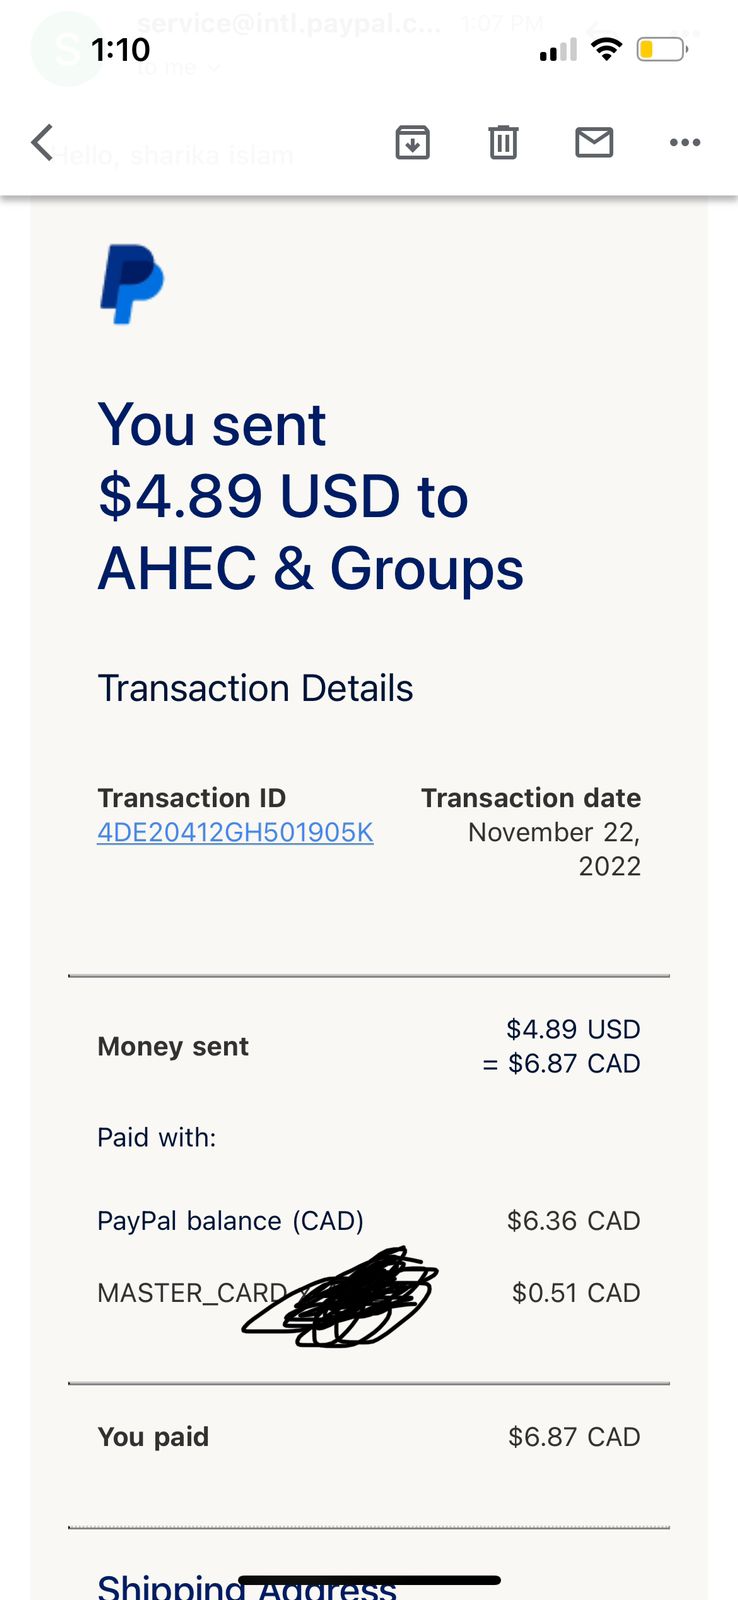 service@intl.paypal.c... 1:07 PM
1:10
to me
Hello, sharika islam
You sent
$4.89 USD to
AHEC & Groups
Transaction Details
Transaction ID
4DE20412GH501905K
Transaction date
November 22,
2022
Money sent
$4.89 USD
= $6.87 CAD
Paid with:
PayPal balance (CAD)
$6.36 CAD
MASTER_CARD
$0.51 CAD
You paid
$6.87 CAD
Shipping Address